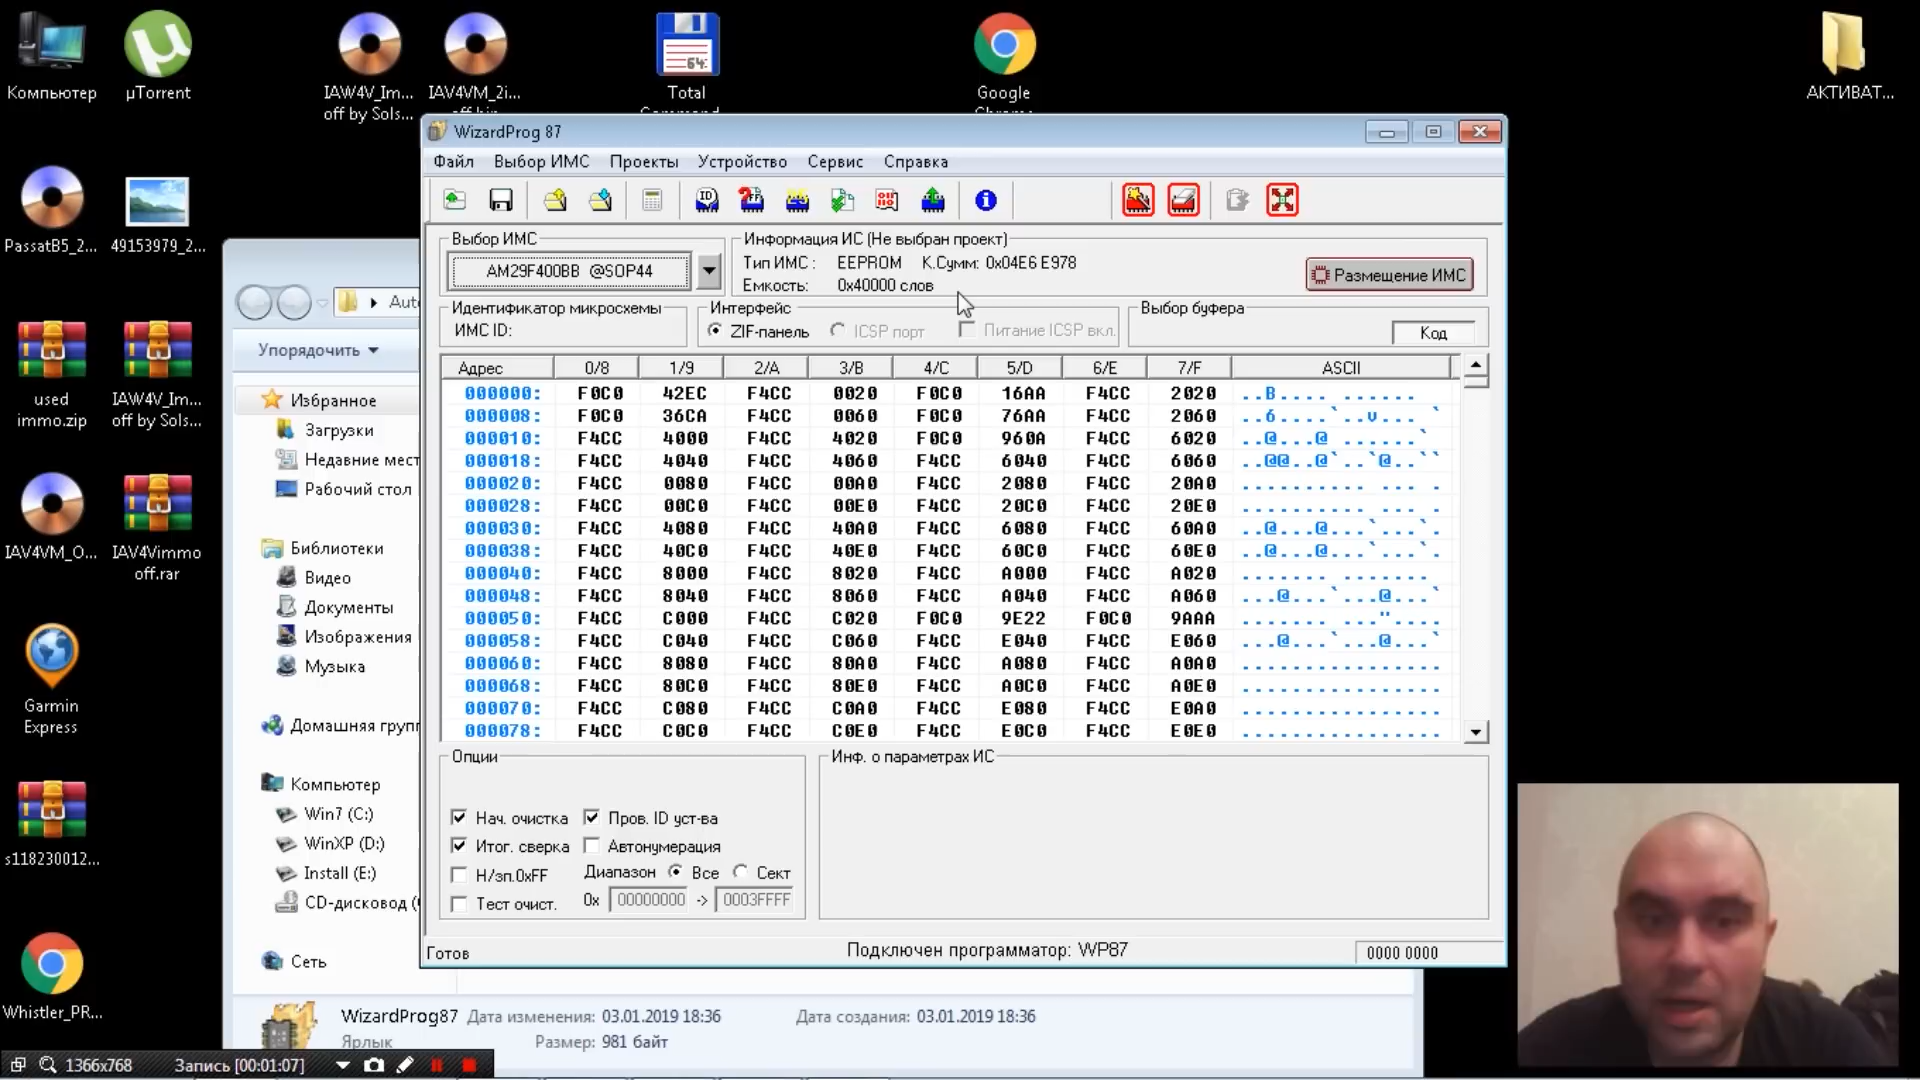 Компьютер
µTorrent
IAW4V_Im...
off by Sols...
IAV4VM_2i...
Total
Google
АКТИВАТ...
PassatB5_2...
49153979_2...
used
immo.zip
IAW4V_Im...
off by Sols...
IAV4VM_O...
IAV4Vimmo
off.rar
Garmin
Express
s118230012...
Whistler_PR...
WizardProg 87
Файл Выбор ИМС Проекты Устройство Сервис Справка
Выбор ИМС
AM29F400BB @SOP44
Информация ИС (Не выбран проект)
Тип ИМС : EEPROM К.Сумм: 0x04E6 E978
Емкость: 0x40000 слов
Размещение ИМС
Идентификатор микросхемы
ИМС ID:
Интерфейс
ZIF-панель ICSP порт Питание ICSP вкл.
Выбор буфера
Код
Адрес 0/8 1/9 2/A 3/B 4/C 5/D 6/E 7/F ASCII
000000: F0C0 42EC F4CC 0020 F0C0 16AA F4CC 2020 ..B.... ......
000008: F0C0 36CA F4CC 0060 F0C0 76AA F4CC 2060 ..6....`..v... `
000010: F4CC 4000 F4CC 4020 F0C0 960A F4CC 6020 ..@...@ ......`
000018: F4CC 4040 F4CC 4060 F4CC 6040 F4CC 6060 ..@@..@`..`@..``
000020: F4CC 0080 F4CC 00A0 F4CC 2080 F4CC 20A0
000028: F4CC 00C0 F4CC 00E0 F4CC 20C0 F4CC 20E0
000030: F4CC 4080 F4CC 40A0 F4CC 6080 F4CC 60A0 ..@...@...`...`.
000038: F4CC 40C0 F4CC 40E0 F4CC 60C0 F4CC 60E0 ..@...@...`...`.
000040: F4CC 8000 F4CC 8020 F4CC A000 F4CC A020
000048: F4CC 8040 F4CC 8060 F4CC A040 F4CC A060 ...@...`...@...`
000050: F4CC C000 F4CC C020 F0C0 9E22 F0C0 9AAA
000058: F4CC C040 F4CC C060 F4CC E040 F4CC E060 ...@...`...@...`
000060: F4CC 8080 F4CC 80A0 F4CC A080 F4CC A0A0 ................
000068: F4CC 80C0 F4CC 80E0 F4CC A0C0 F4CC A0E0 ................
000070: F4CC C080 F4CC C0A0 F4CC E080 F4CC E0A0 ................
000078: F4CC C0C0 F4CC C0E0 F4CC E0C0 F4CC E0E0 ................
Опции
Нач. очистка Пров. ID уст-ва
Итог. сверка Автонумерация
Н/зп.0xFF Диапазон Все Сект
Тест очист. 0x 00000000 -> 0003FFFF
Инф. о параметрах ИС
Готов
Подключен программатор: WP87
0000 0000
Auto
Упорядочить
Избранное
Загрузки
Недавние мест
Рабочий стол
Библиотеки
Видео
Документы
Изображения
Музыка
Домашняя групп
Компьютер
Win7 (C:)
WinXP (D:)
Install (E:)
CD-дисковод (
Сеть
WizardProg87 Дата изменения: 03.01.2019 18:36 Дата создания: 03.01.2019 18:36
Ярлык Размер: 981 байт
1366x768 Запись [00:01:07]